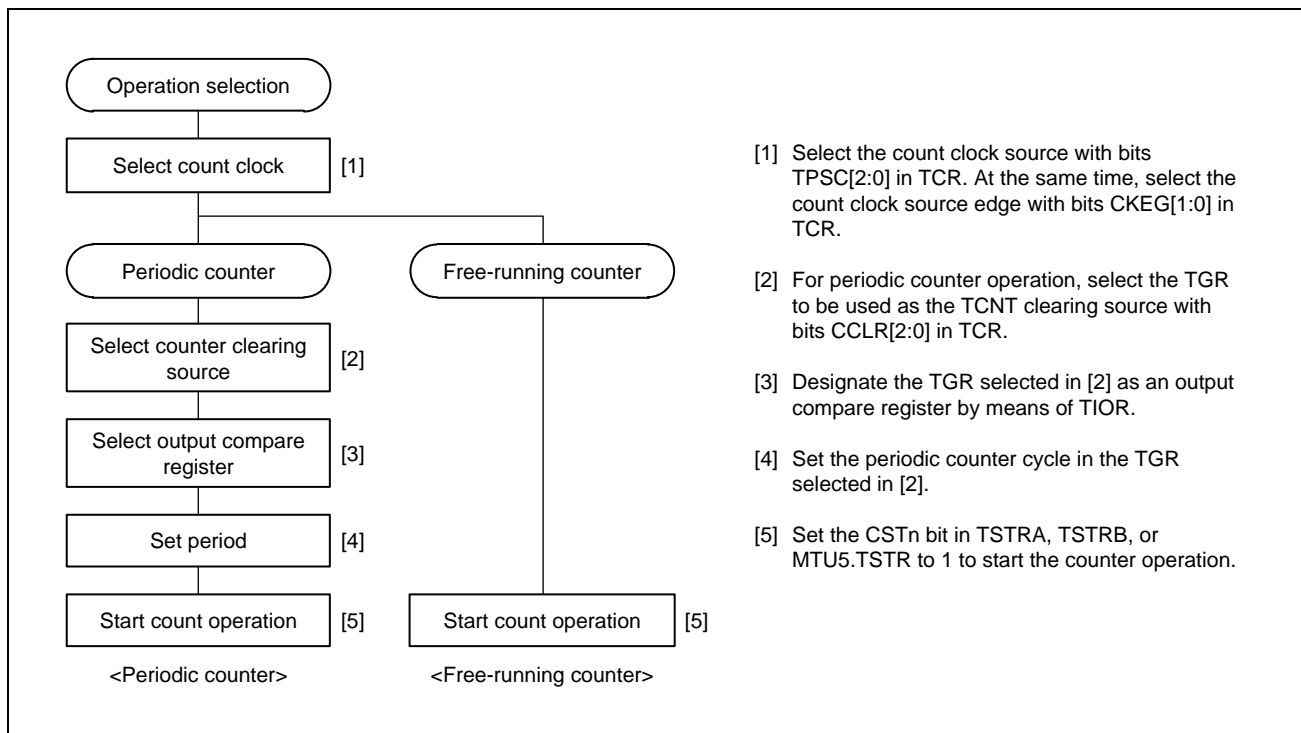 Operation selection
Select count clock
[1]
Periodic counter
Free-running counter
Select counter clearing
source
[2]
Select output compare
register
[3]
Set period
[4]
Start count operation
[5]
Start count operation
[5]
<Periodic counter>
<Free-running counter>
[1] Select the count clock source with bits
TPSC[2:0] in TCR. At the same time, select the
count clock source edge with bits CKEG[1:0] in
TCR.
[2] For periodic counter operation, select the TGR
to be used as the TCNT clearing source with
bits CCLR[2:0] in TCR.
[3] Designate the TGR selected in [2] as an output
compare register by means of TIOR.
[4] Set the periodic counter cycle in the TGR
selected in [2].
[5] Set the CSTn bit in TSTRA, TSTRB, or
MTU5.TSTR to 1 to start the counter operation.